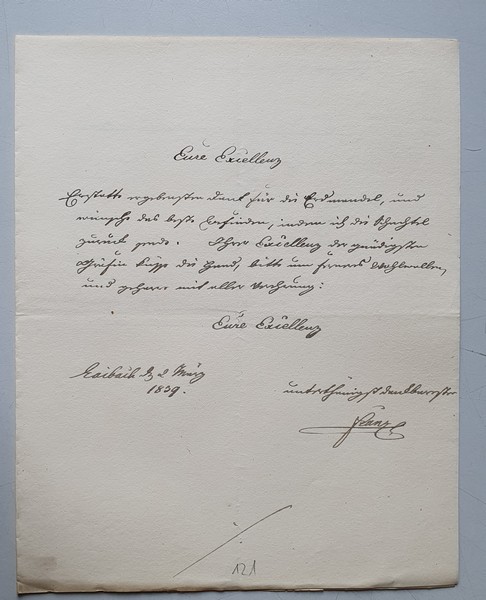 Eure Excellenz
Erstatte ergebensten Dank für die Erdmandel, und
wünsche das beste Befinden, indem ich die Schachtel
zurück sende. Ihrer Excellenz der gnädigsten
Gräfin küsse die Hand, bitte um ferneres Wohlwollen,
und geharre mit aller Verehrung:
Eure Excellenz
Laibach d 2 März
1839.
unterthänigst dankbarster
121